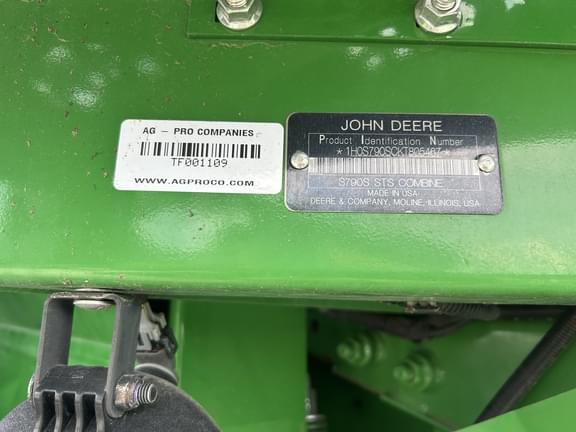 AG - PRO COMPANIES
TF001109
WWW.AGPROCO.COM
JOHN DEERE
Product Identification Number
*1H0S790SCKT805467*
S790S STS COMBINE
MADE IN USA
DEERE & COMPANY, MOLINE, ILLINOIS, USA